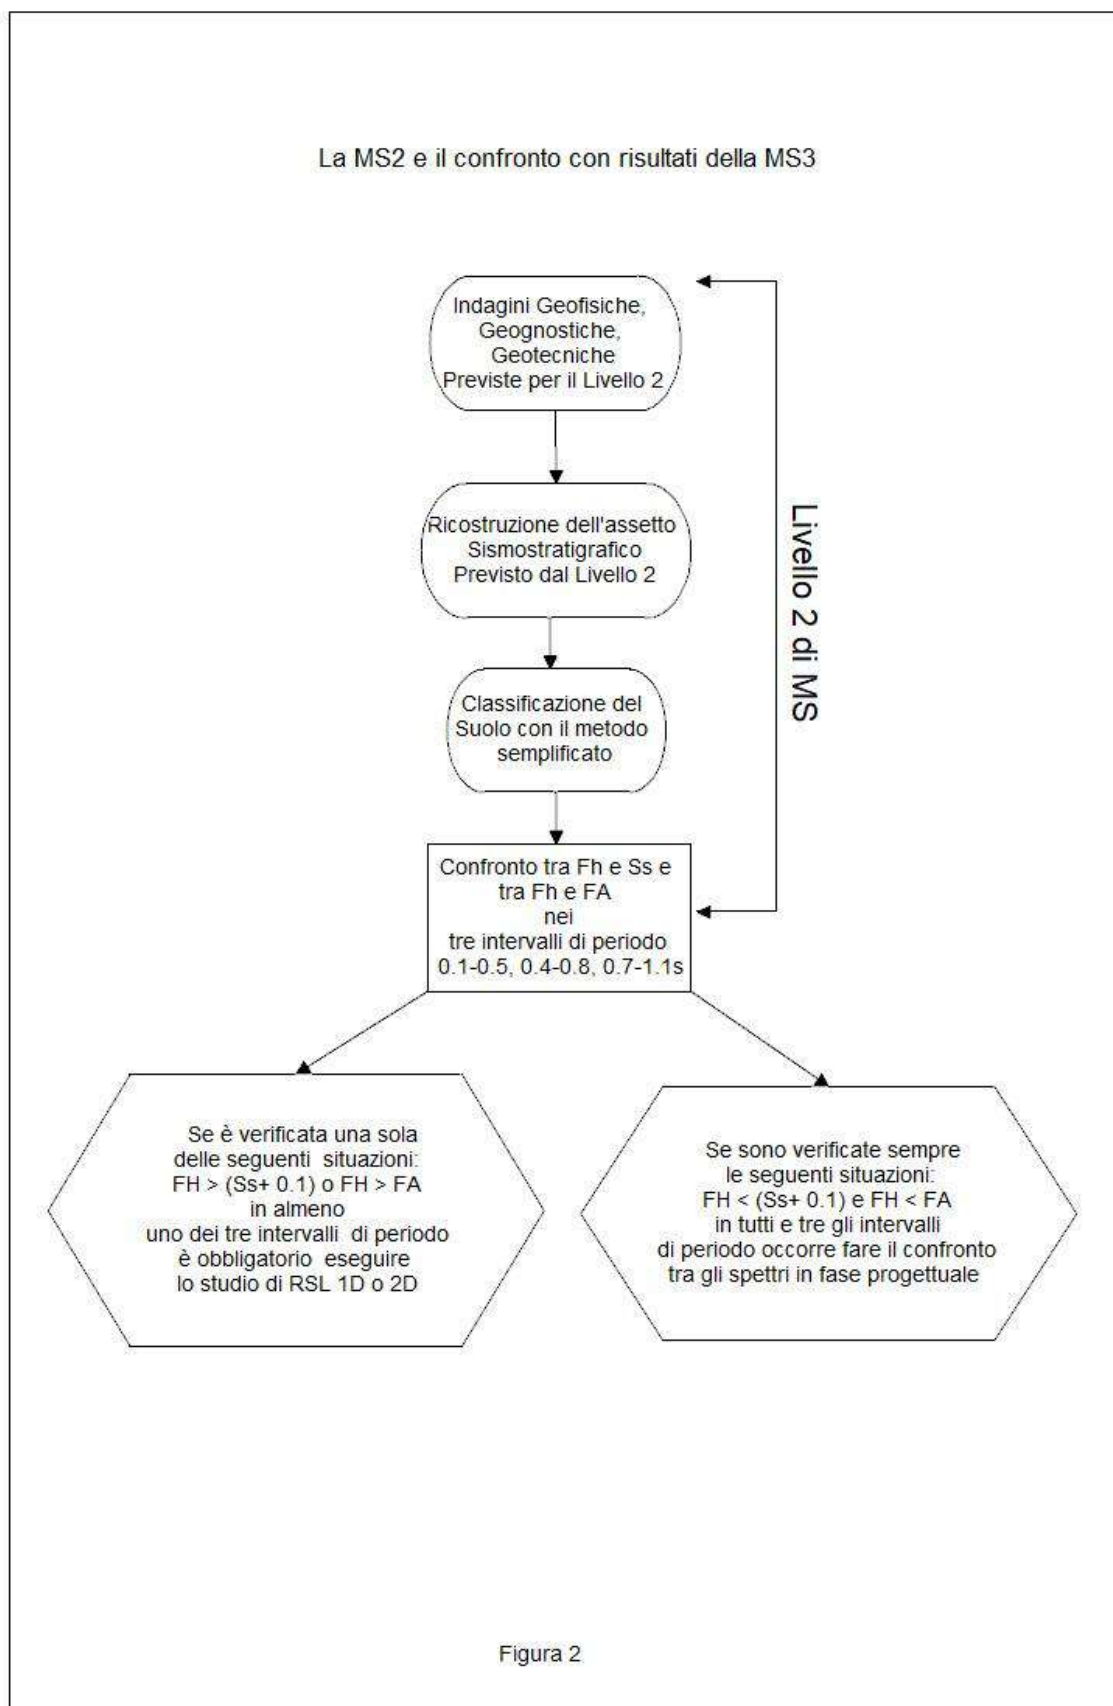 La MS2 e il confronto con risultati della MS3
Indagini Geofisiche,
Geognostiche,
Geotecniche
Previste per il Livello 2
Ricostruzione dell'assetto
Sismostratigrafico
Previsto dal Livello 2
Livello 2 di MS
Classificazione del
Suolo con il metodo
semplificato
Confronto tra Fh e Ss e
tra Fh e FA
nei
tre intervalli di periodo
0.1-0.5, 0.4-0.8, 0.7-1.1s
Se è verificata una sola
delle seguenti situazioni:
FH > (Ss+ 0.1) o FH > FA
in almeno
uno dei tre intervalli di periodo
è obbligatorio eseguire
lo studio di RSL 1D o 2D
Se sono verificate sempre
le seguenti situazioni:
FH < (Ss+ 0.1) e FH < FA
in tutti e tre gli intervalli
di periodo occorre fare il confronto
tra gli spettri in fase progettuale
Figura 2